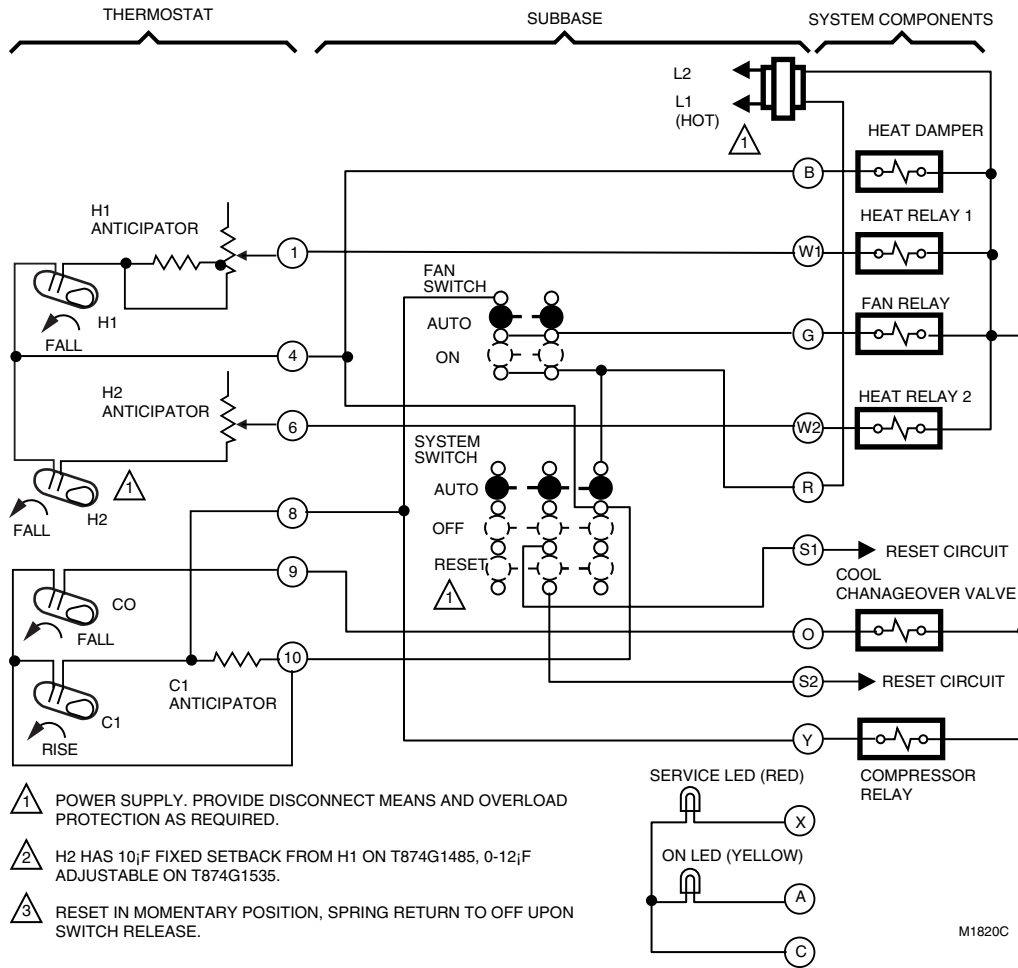 THERMOSTAT
SUBBASE
SYSTEM COMPONENTS
L2
L1
(HOT)
1
HEAT DAMPER
B
H1
ANTICIPATOR
HEAT RELAY 1
1
W1
FAN
SWITCH
H1
FALL
AUTO
FAN RELAY
G
4
ON
H2
ANTICIPATOR
HEAT RELAY 2
6
W2
SYSTEM
SWITCH
1
AUTO
R
H2
FALL
8
OFF
S1
RESET CIRCUIT
9
RESET
1
COOL
CHANAGEOVER VALVE
CO
FALL
O
10
C1
ANTICIPATOR
S2
RESET CIRCUIT
C1
RISE
Y
COMPRESSOR
RELAY
SERVICE LED (RED)
X
ON LED (YELLOW)
A
C
1 POWER SUPPLY. PROVIDE DISCONNECT MEANS AND OVERLOAD
PROTECTION AS REQUIRED.
2 H2 HAS 10¡F FIXED SETBACK FROM H1 ON T874G1485, 0-12¡F
ADJUSTABLE ON T874G1535.
3 RESET IN MOMENTARY POSITION, SPRING RETURN TO OFF UPON
SWITCH RELEASE.
M1820C